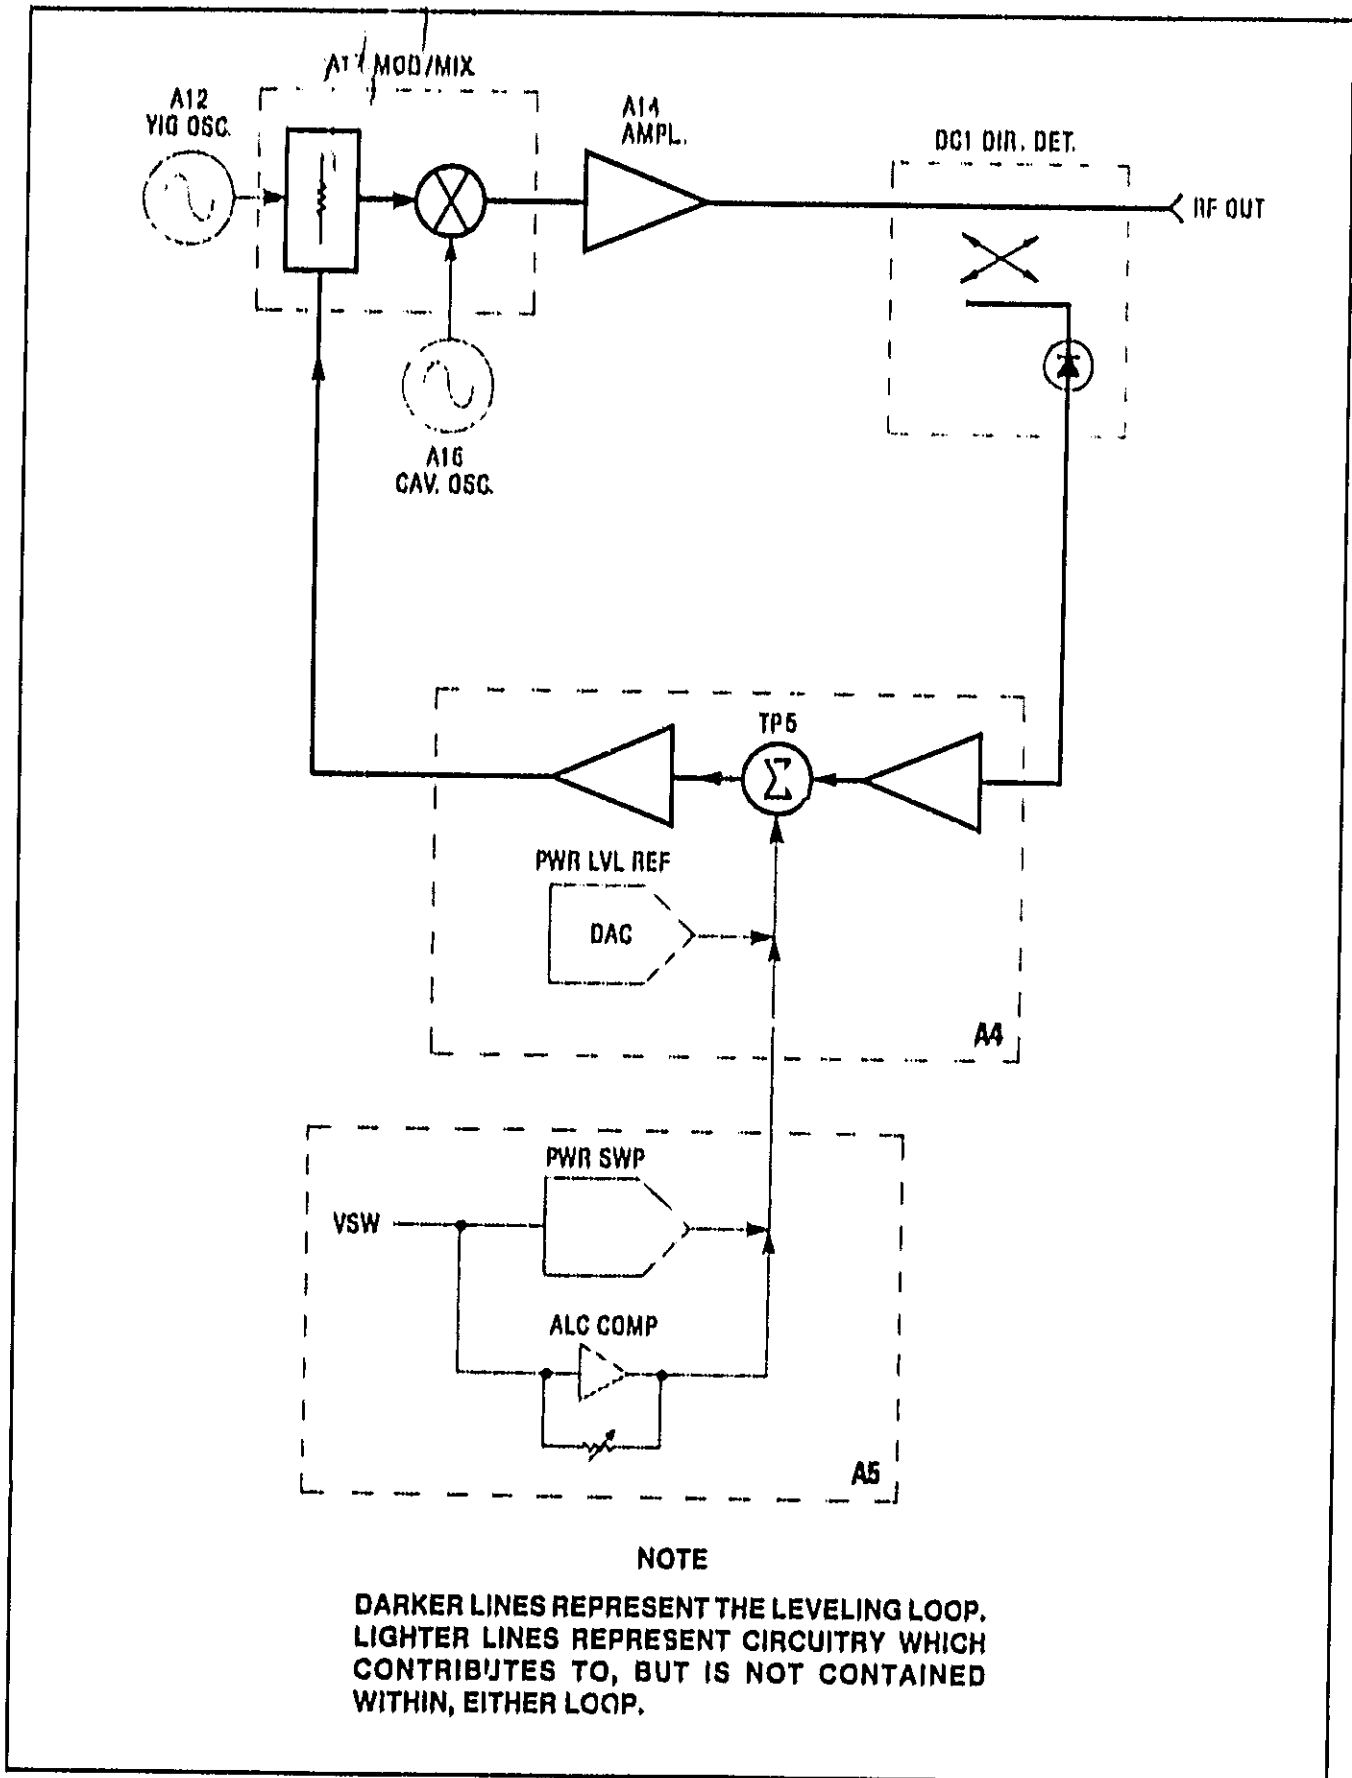 MOD/MIX
A12
YIG OSC.
A14
AMPL.
DC1 DIR. DET.
RF OUT
A16
CAV. OSC.
TP5
Σ
PWR LVL REF
DAC
A4
PWR SWP
VSW
ALC COMP
A5
NOTE
DARKER LINES REPRESENT THE LEVELING LOOP.
LIGHTER LINES REPRESENT CIRCUITRY WHICH
CONTRIBUTES TO, BUT IS NOT CONTAINED
WITHIN, EITHER LOOP.